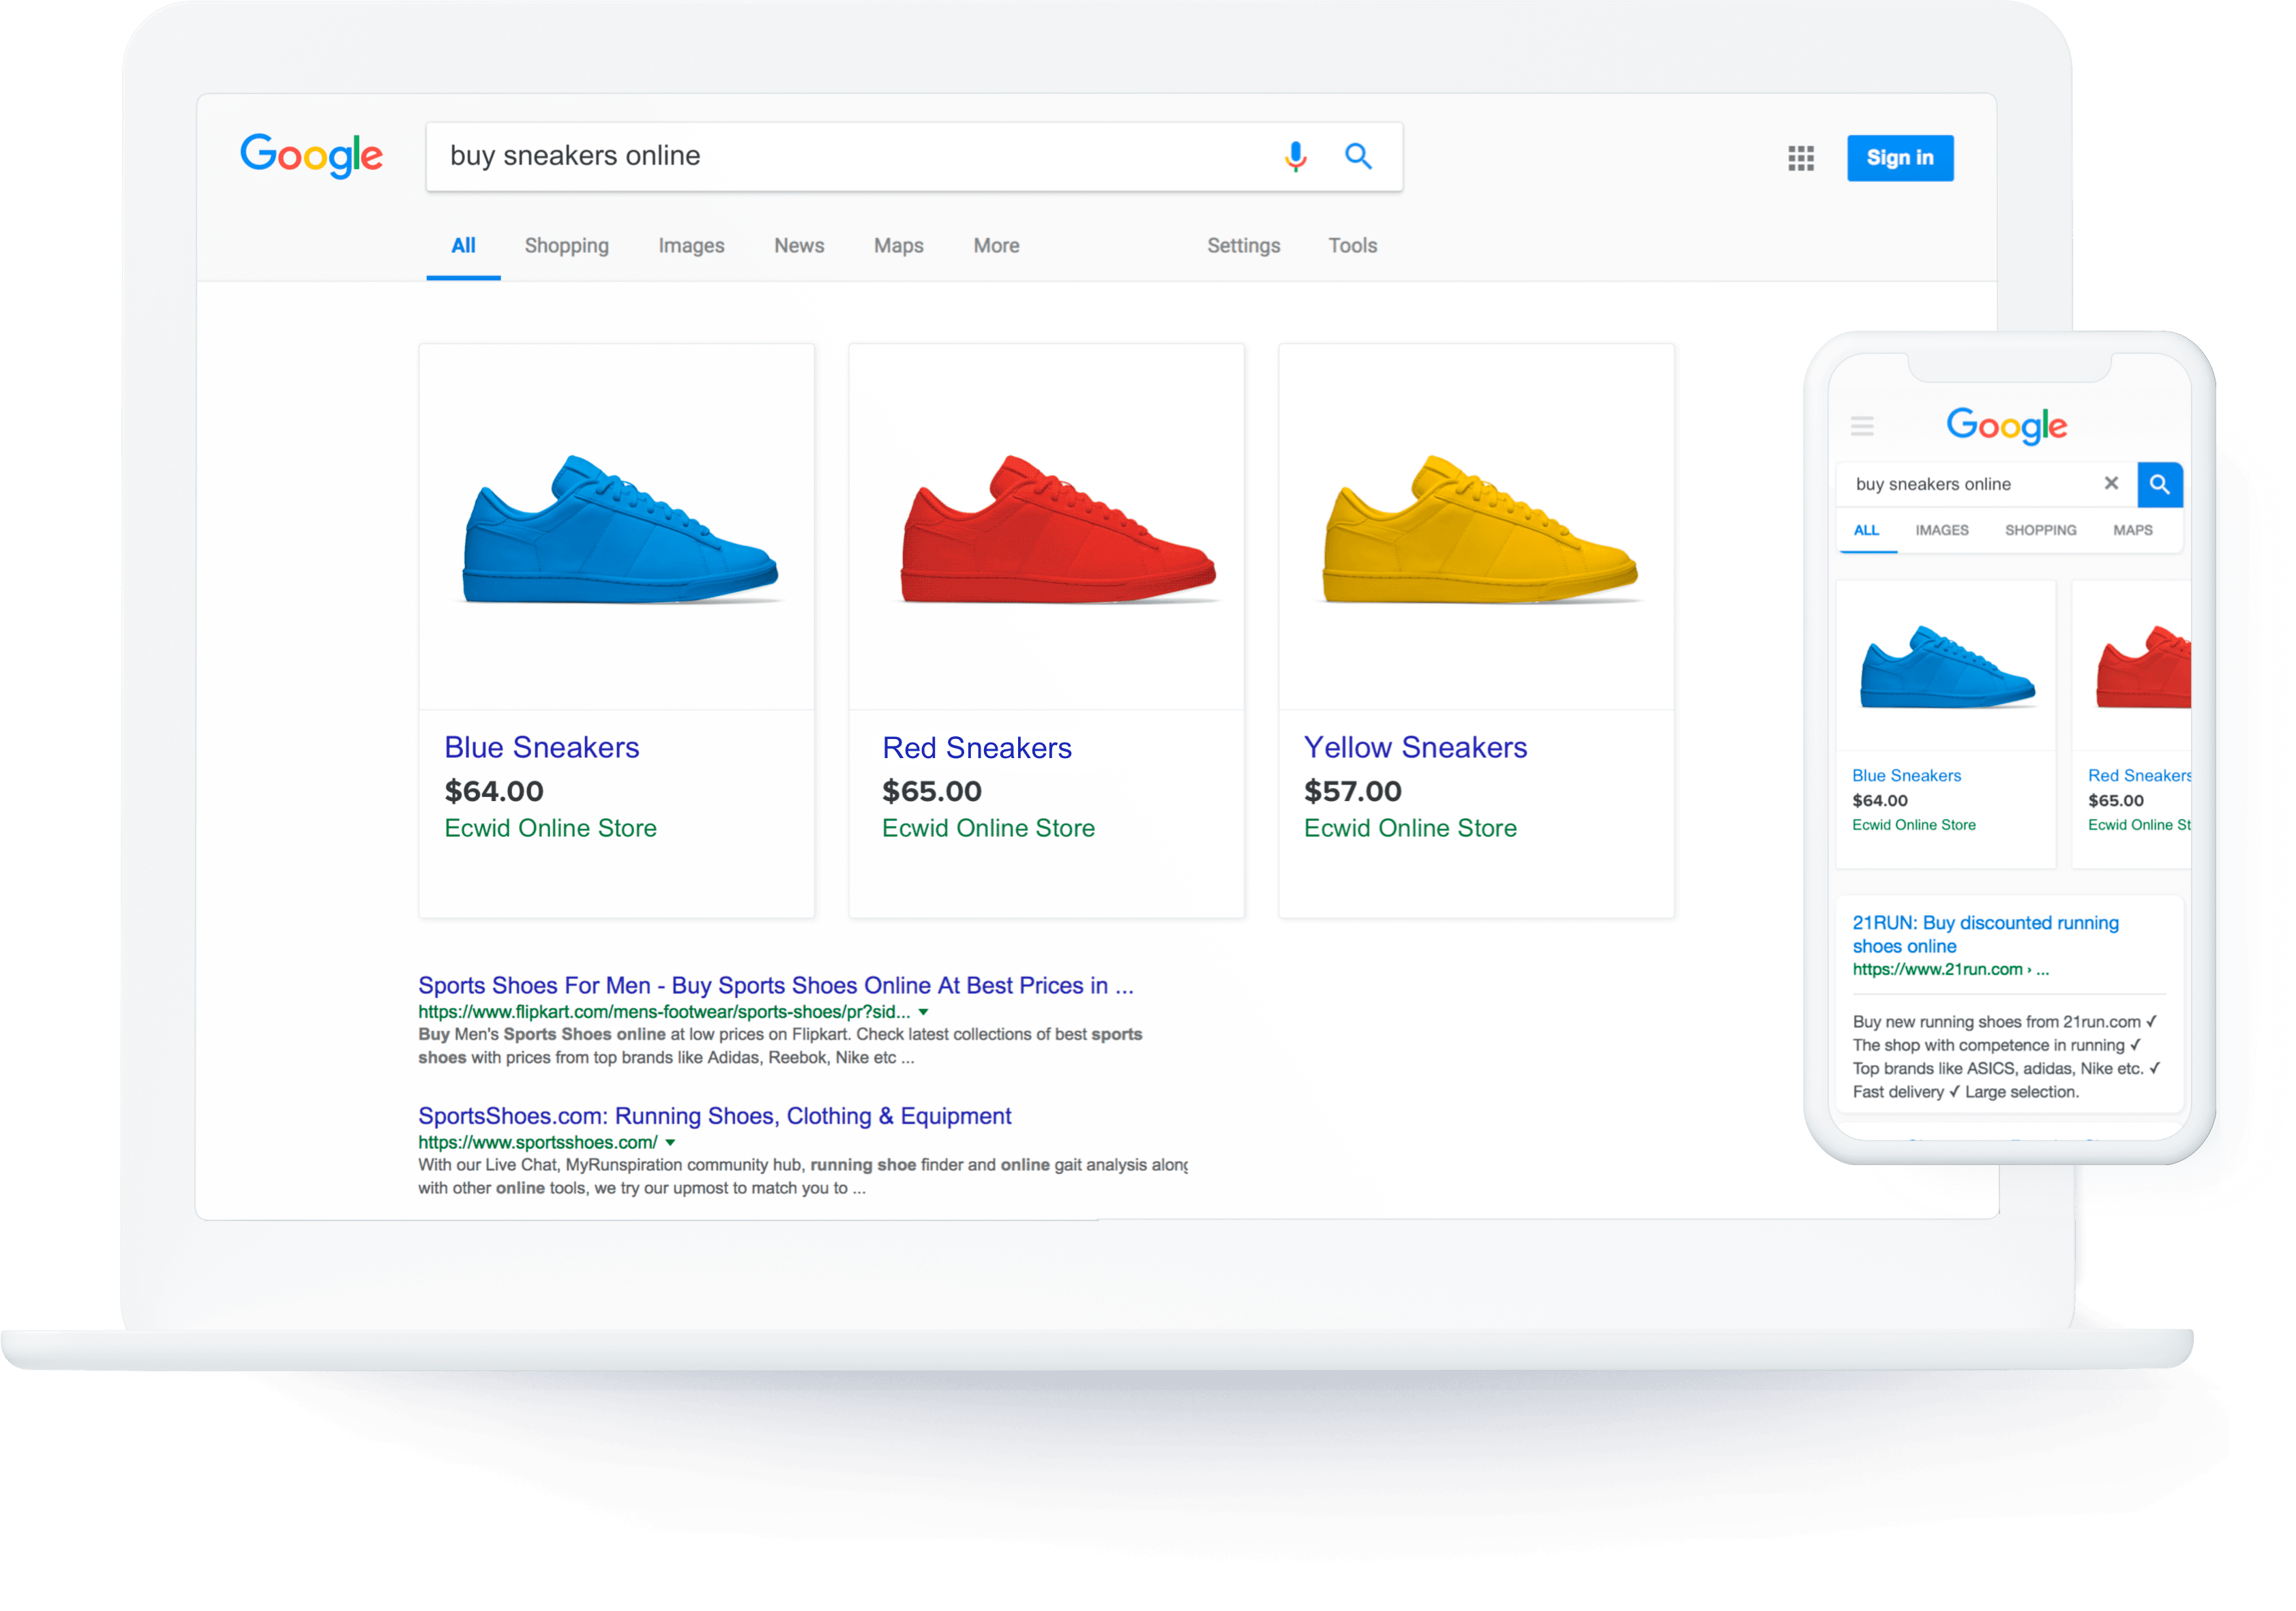 Google
buy sneakers online
Sign in
All Shopping Images News Maps More Settings Tools
Blue Sneakers
$64.00
Ecwid Online Store
Red Sneakers
$65.00
Ecwid Online Store
Yellow Sneakers
$57.00
Ecwid Online Store
Sports Shoes For Men - Buy Sports Shoes Online At Best Prices in ...
https://www.flipkart.com/mens-footwear/sports-shoes/pr?sid...
Buy Men's Sports Shoes online at low prices on Flipkart. Check latest collections of best sports
shoes with prices from top brands like Adidas, Reebok, Nike etc ...
SportsShoes.com: Running Shoes, Clothing & Equipment
https://www.sportsshoes.com/
With our Live Chat, MyRunspiration community hub, running shoe finder and online gait analysis along
with other online tools, we try our upmost to match you to ...
Google
buy sneakers online
ALL IMAGES SHOPPING MAPS
Blue Sneakers
$64.00
Ecwid Online Store
Red Sneakers
$65.00
Ecwid Online St
21RUN: Buy discounted running
shoes online
https://www.21run.com › ...
Buy new running shoes from 21run.com ✓
The shop with competence in running ✓
Top brands like ASICS, adidas, Nike etc. ✓
Fast delivery ✓ Large selection.